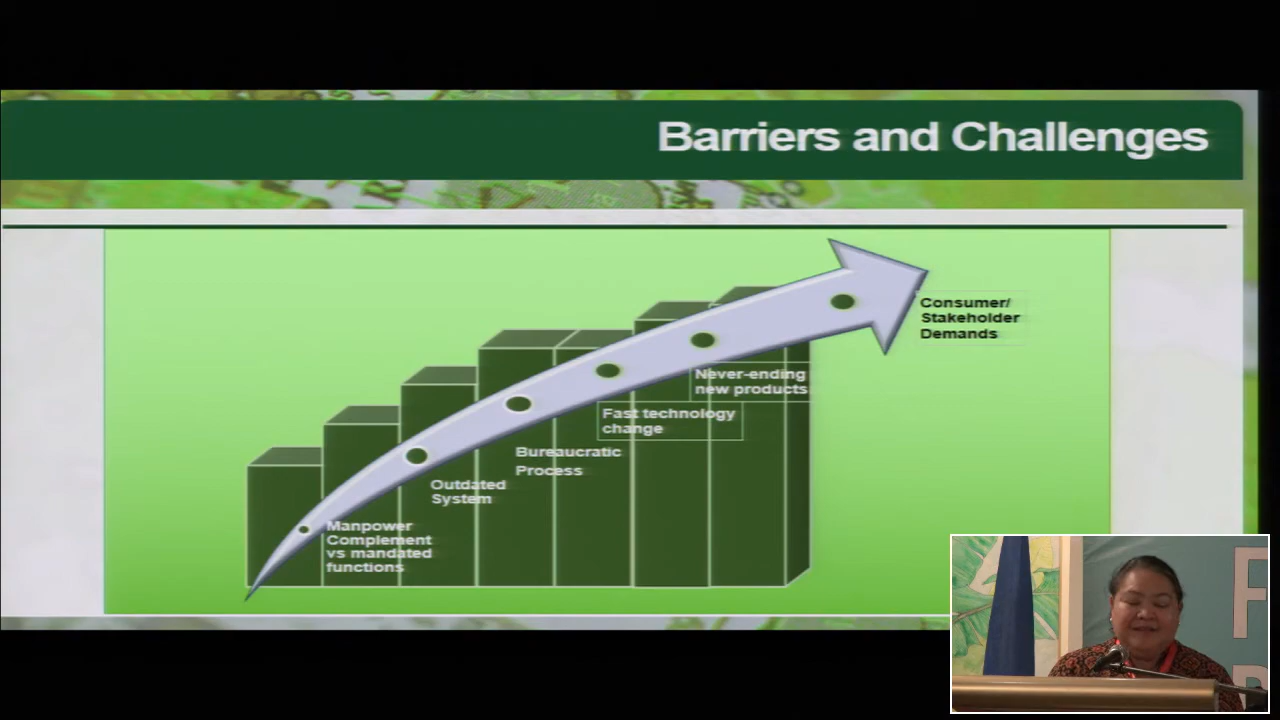 Barriers and Challenges
Consumer/
Stakeholder
Demands
Never-ending
new products
Fast technology
change
Bureaucratic
Process
Outdated
System
Manpower
Complement
vs mandated
functions